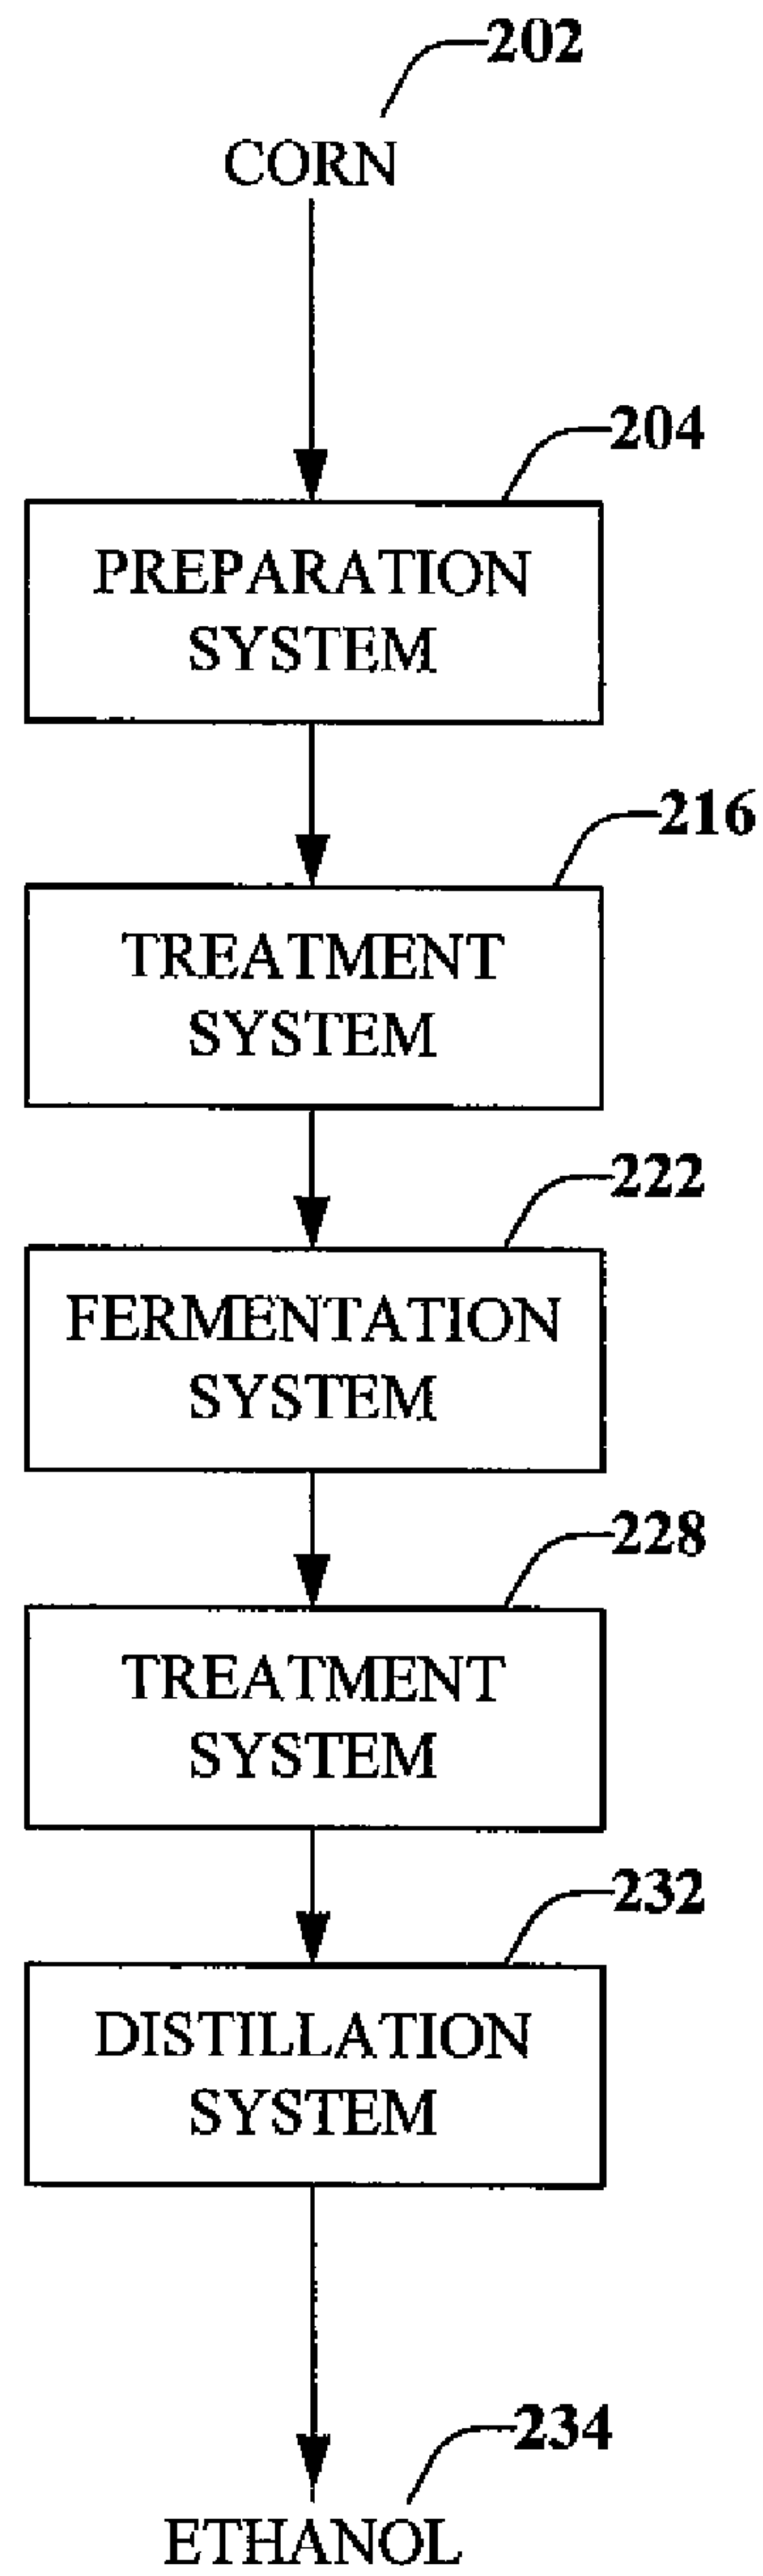 202
CORN
204
PREPARATION
SYSTEM
216
TREATMENT
SYSTEM
222
FERMENTATION
SYSTEM
228
TREATMENT
SYSTEM
232
DISTILLATION
SYSTEM
234
ETHANOL